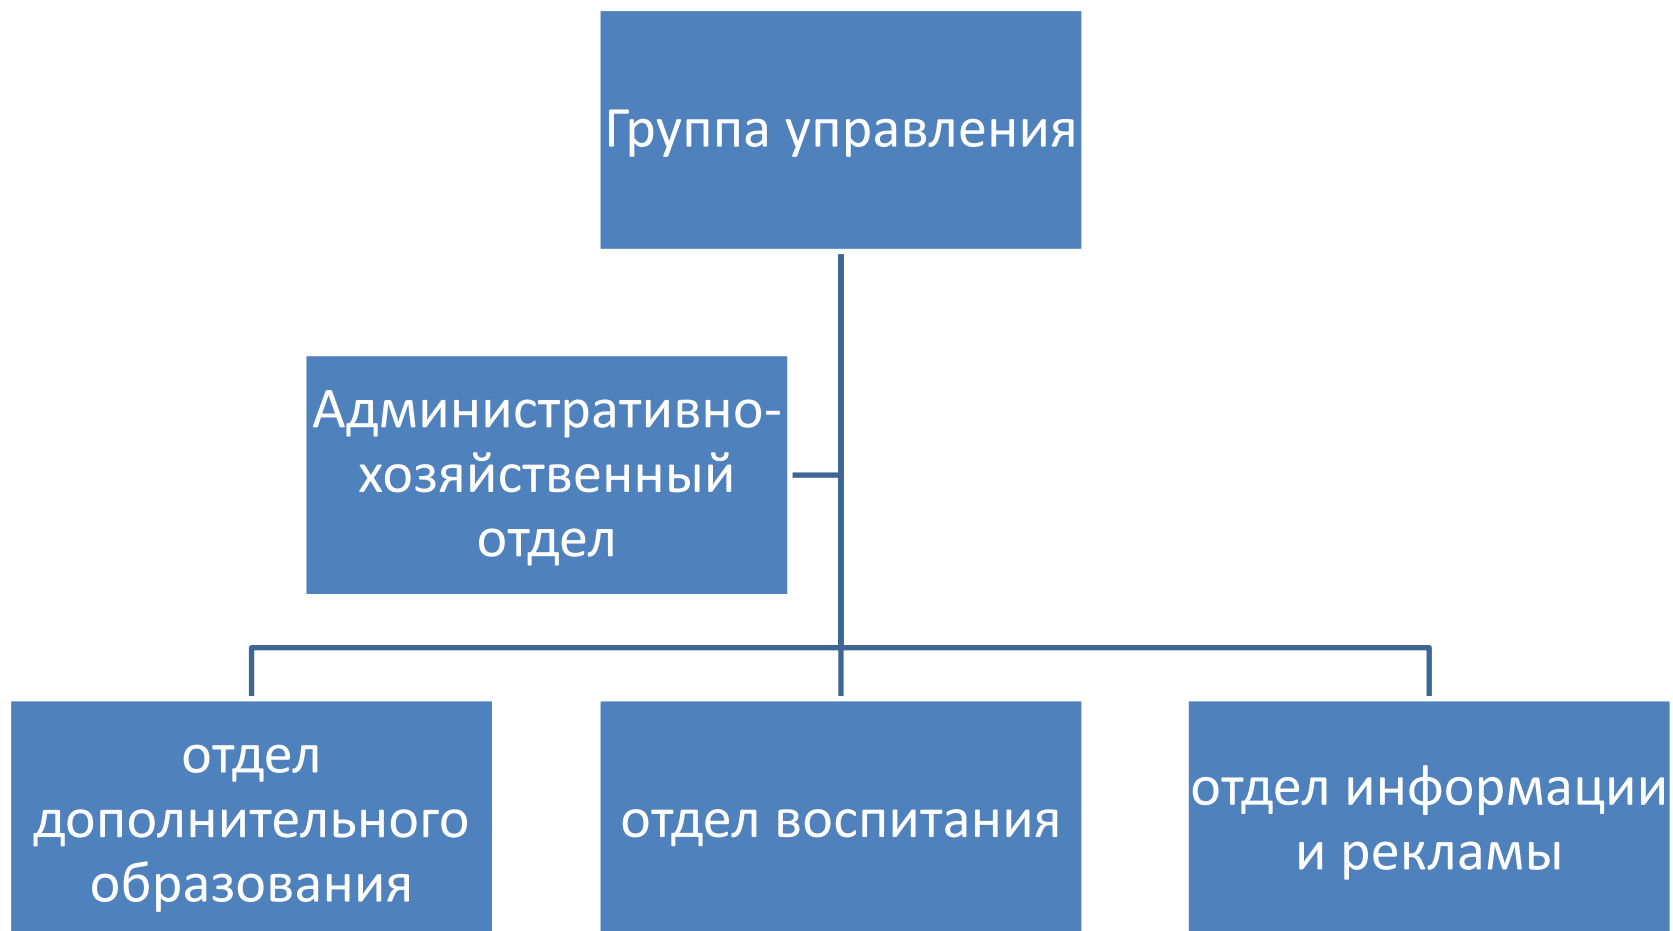 Группа управления
Административно-
хозяйственный
отдел
отдел
дополнительного
образования
отдел воспитания
отдел информации
и рекламы